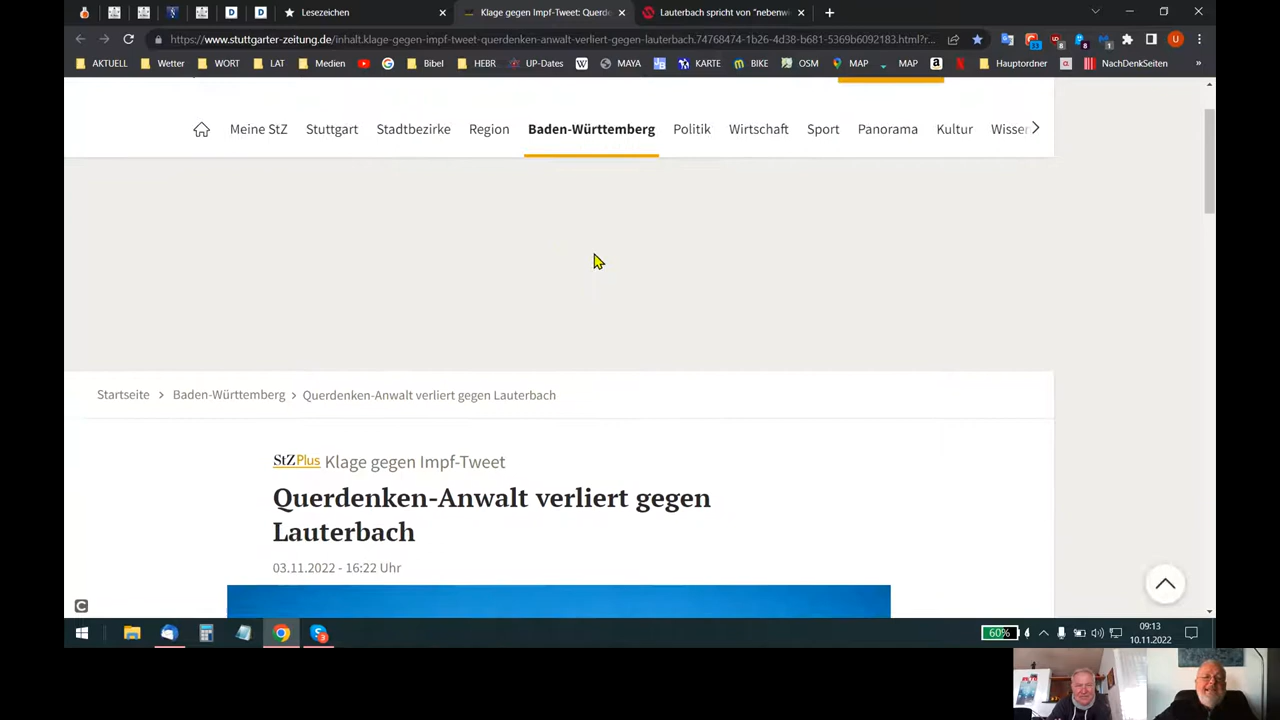 Lesezeichen
Klage gegen Impf-Tweet: Querde
Lauterbach spricht von "nebenw
https://www.stuttgarter-zeitung.de/inhalt.klage-gegen-impf-tweet-querdenken-anwalt-verliert-gegen-lauterbach.74768474-1b26-4d38-b681-5369b6092183.html?r...
AKTUELL Wetter WORT LAT Medien Bibel HEBR UP-Dates MAYA KARTE BIKE OSM MAP MAP Hauptordner NachDenkSeiten »
Meine StZ Stuttgart Stadtbezirke Region Baden-Württemberg Politik Wirtschaft Sport Panorama Kultur Wisser
Startseite > Baden-Württemberg > Querdenken-Anwalt verliert gegen Lauterbach
StZPlus Klage gegen Impf-Tweet
Querdenken-Anwalt verliert gegen
Lauterbach
03.11.2022 - 16:22 Uhr
60%
09:13
10.11.2022